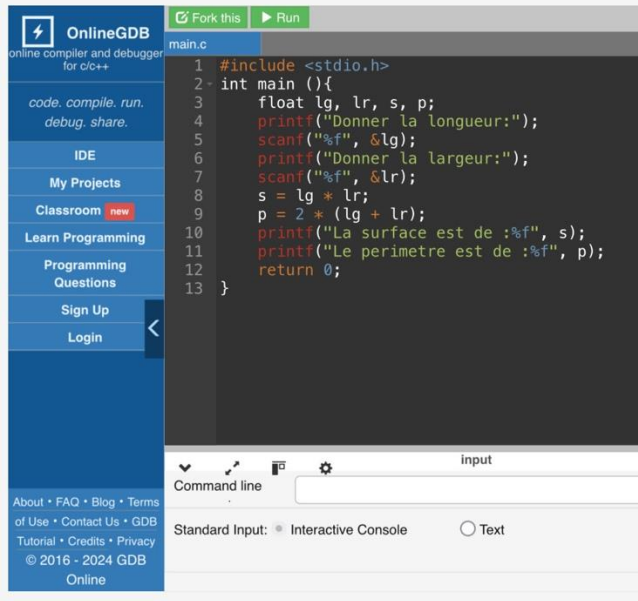 OnlineGDB
online compiler and debugger
for c/c++
code. compile. run.
debug. share.
IDE
My Projects
Classroom new
Learn Programming
Programming
Questions
Sign Up
Login
About • FAQ • Blog • Terms
of Use • Contact Us • GDB
Tutorial • Credits • Privacy
© 2016 - 2024 GDB
Online
Fork this Run
main.c
1 #include <stdio.h>
2 int main (){
3 float lg, lr, s, p;
4 printf("Donner la longueur:");
5 scanf("%f", &lg);
6 printf("Donner la largeur:");
7 scanf("%f", &lr);
8 s = lg * lr;
9 p = 2 * (lg + lr);
10 printf("La surface est de :%f", s);
11 printf("Le perimetre est de :%f", p);
12 return 0;
13 }
input
Command line
Standard Input: Interactive Console Text